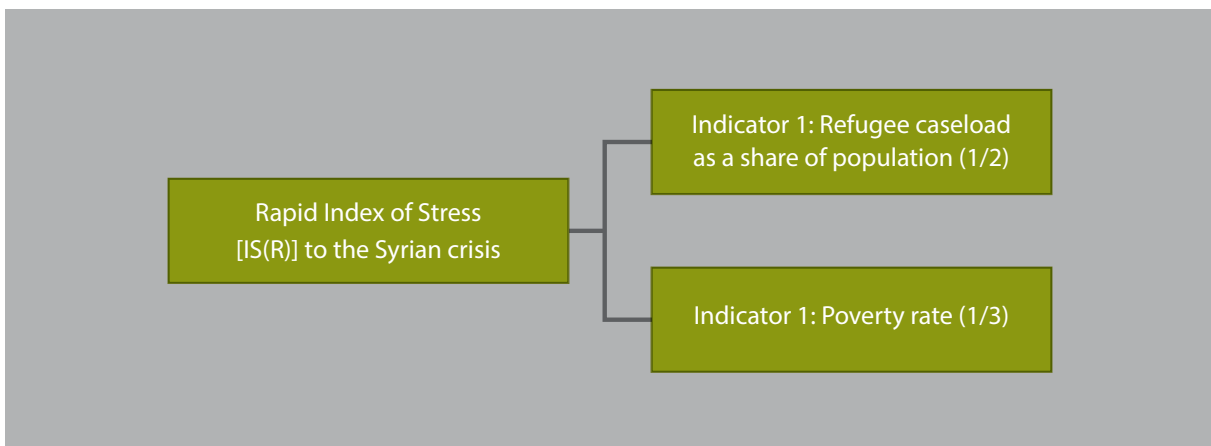 Rapid Index of Stress
[IS(R)] to the Syrian crisis
Indicator 1: Refugee caseload
as a share of population (1/2)
Indicator 1: Poverty rate (1/3)